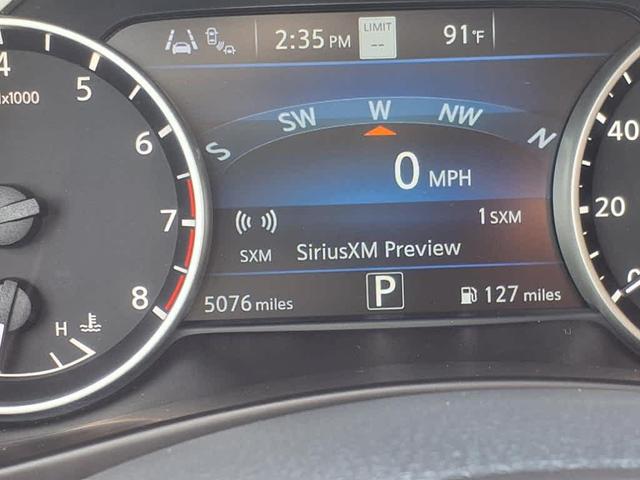 LIMIT
2:35 PM -- 91°F
4
5
x1000
6
7
8
H
S SW W NW N
0 MPH
1 SXM
SXM SiriusXM Preview
5076 miles P 127 miles
40
20
0